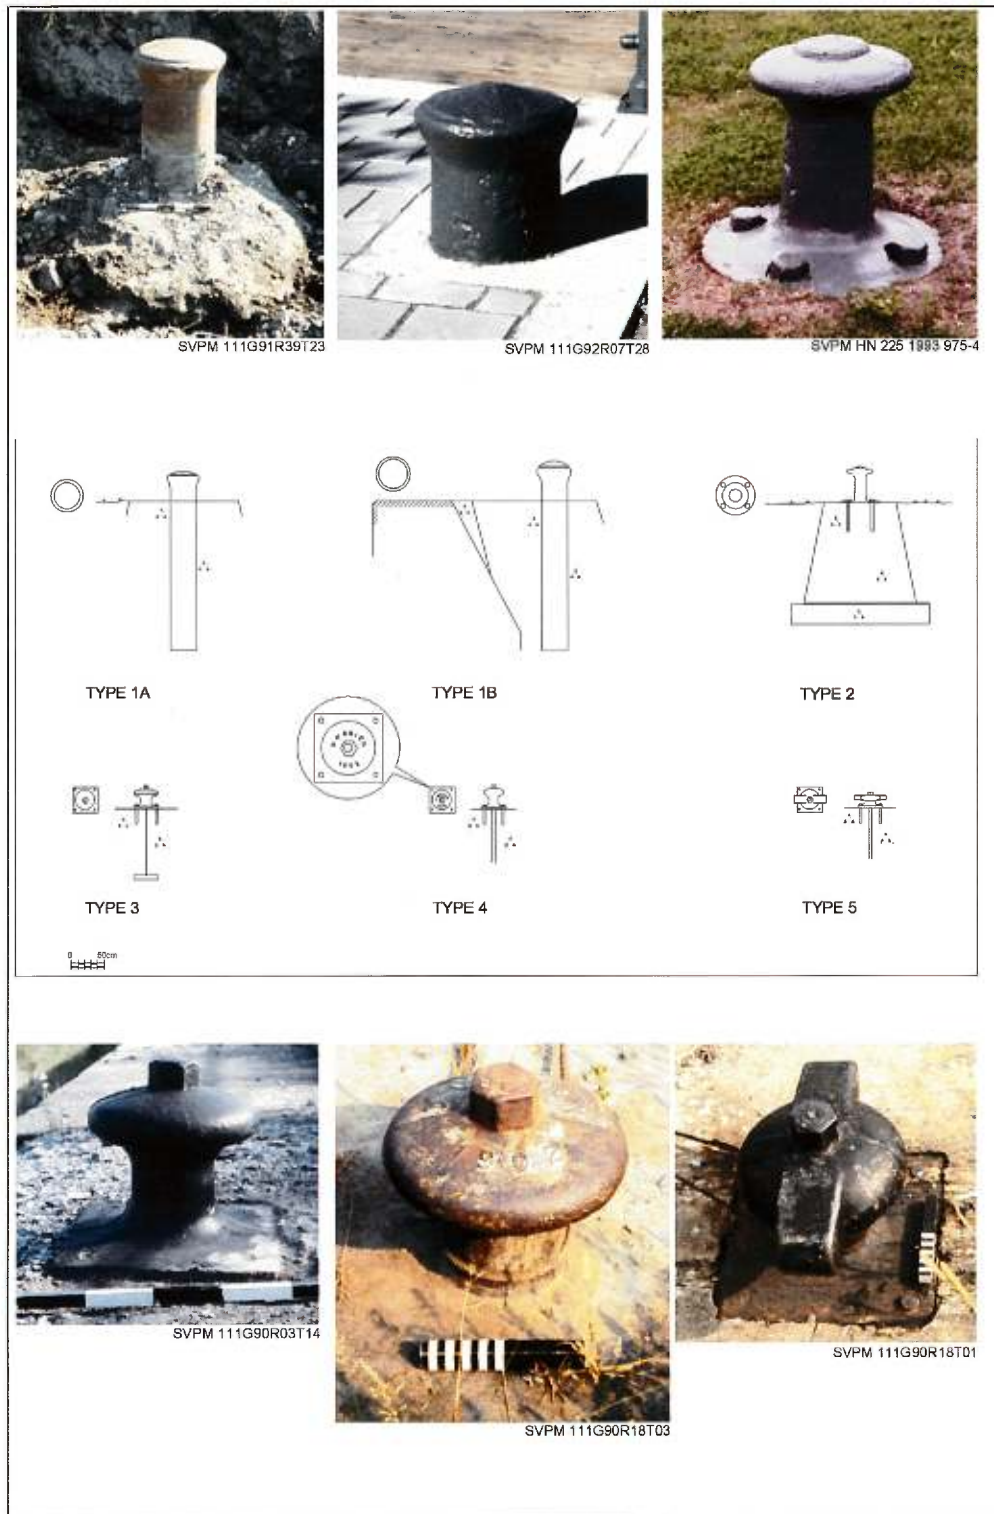 SVPM 111G91R39T23
SVPM 111G92R07T28
SVPM HN 225 1993 975-4
TYPE 1A
TYPE 1B
TYPE 2
TYPE 3
TYPE 4
TYPE 5
0 50cm
SVPM 111G90R03T14
SVPM 111G90R18T03
SVPM 111G90R18T01